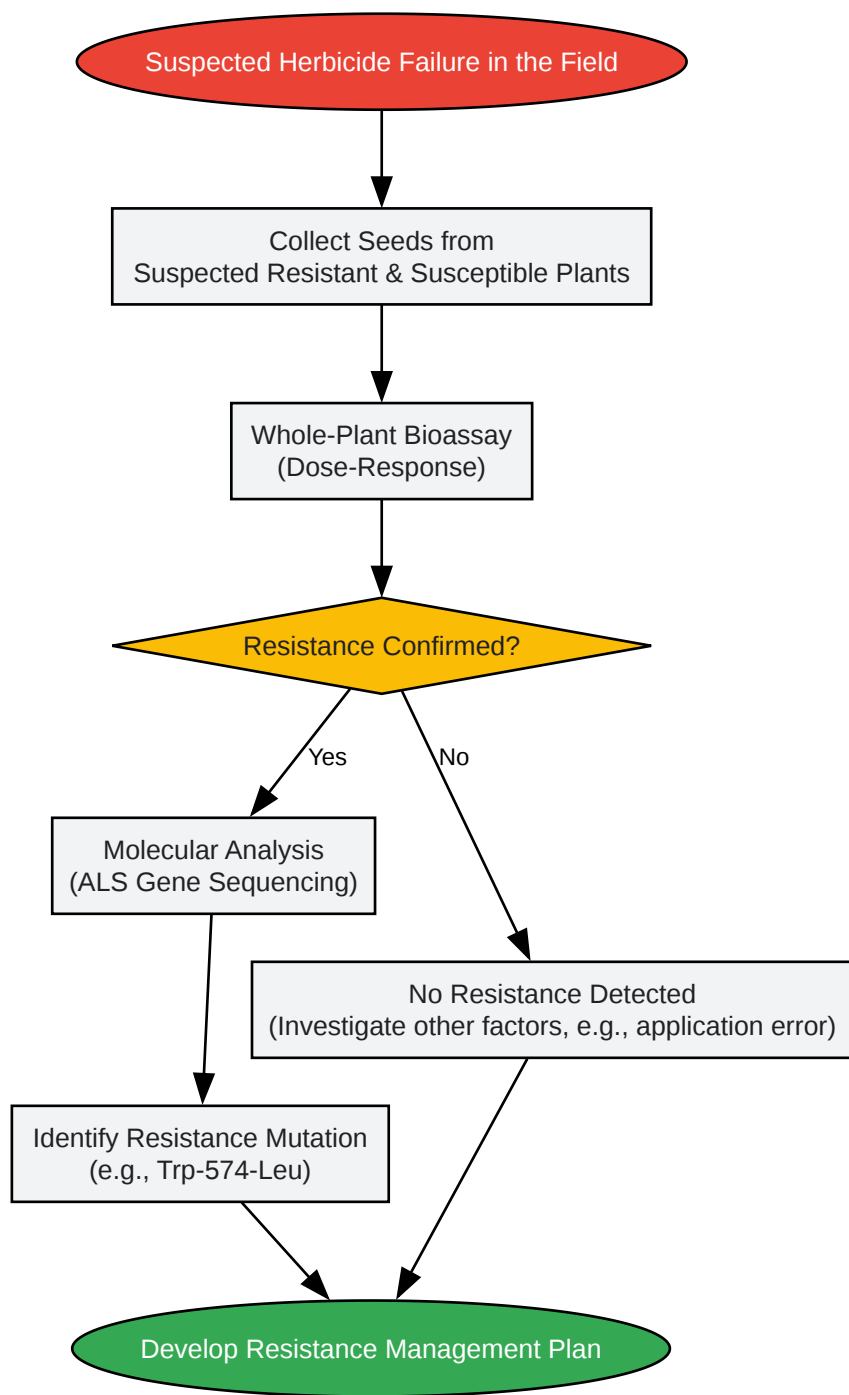 Suspected Herbicide Failure in the Field
Collect Seeds from
Suspected Resistant & Susceptible Plants
Whole-Plant Bioassay
(Dose-Response)
Resistance Confirmed?
Yes
No
Molecular Analysis
(ALS Gene Sequencing)
No Resistance Detected
(Investigate other factors, e.g., application error)
Identify Resistance Mutation
(e.g., Trp-574-Leu)
Develop Resistance Management Plan